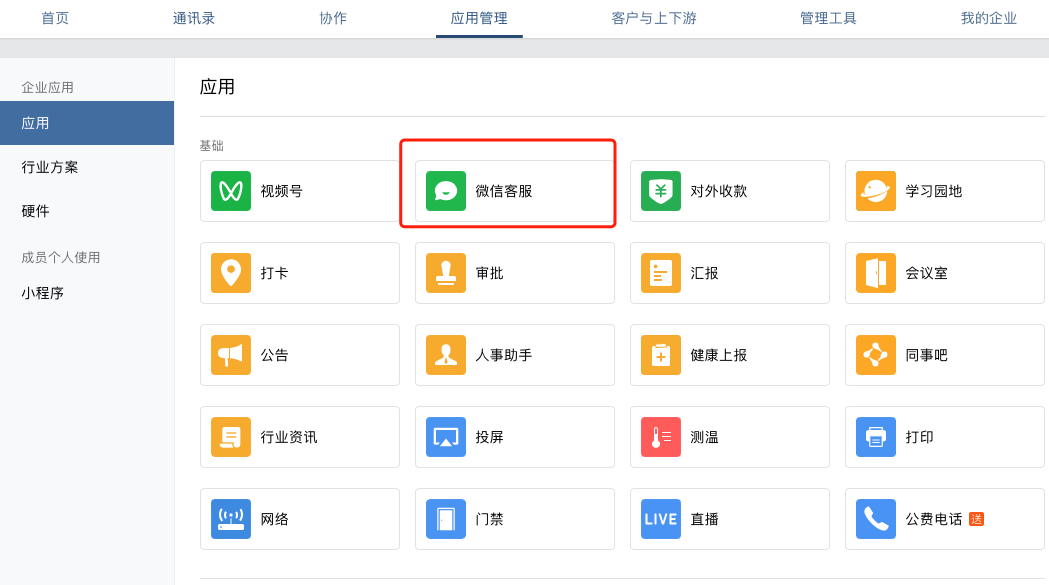 首页 通讯录 协作 应用管理 客户与上下游 管理工具 我的企业
企业应用
应用
行业方案
硬件
成员个人使用
小程序
应用
基础
视频号 微信客服 对外收款 学习园地
打卡 审批 汇报 会议室
公告 人事助手 健康上报 同事吧
行业资讯 投屏 测温 打印
网络 门禁 LIVE 直播 公费电话 送